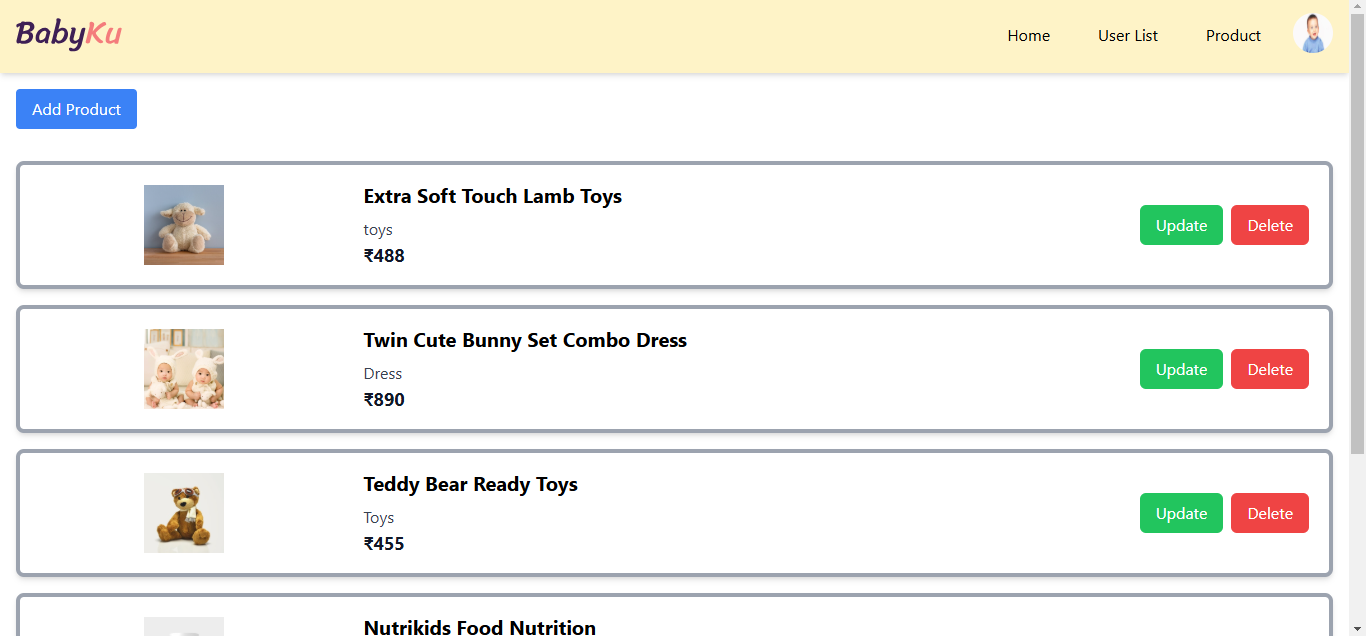 BabyKu
Home
User List
Product
Add Product
Extra Soft Touch Lamb Toys
toys
₹488
Update
Delete
Twin Cute Bunny Set Combo Dress
Dress
₹890
Update
Delete
Teddy Bear Ready Toys
Toys
₹455
Update
Delete
Nutrikids Food Nutrition